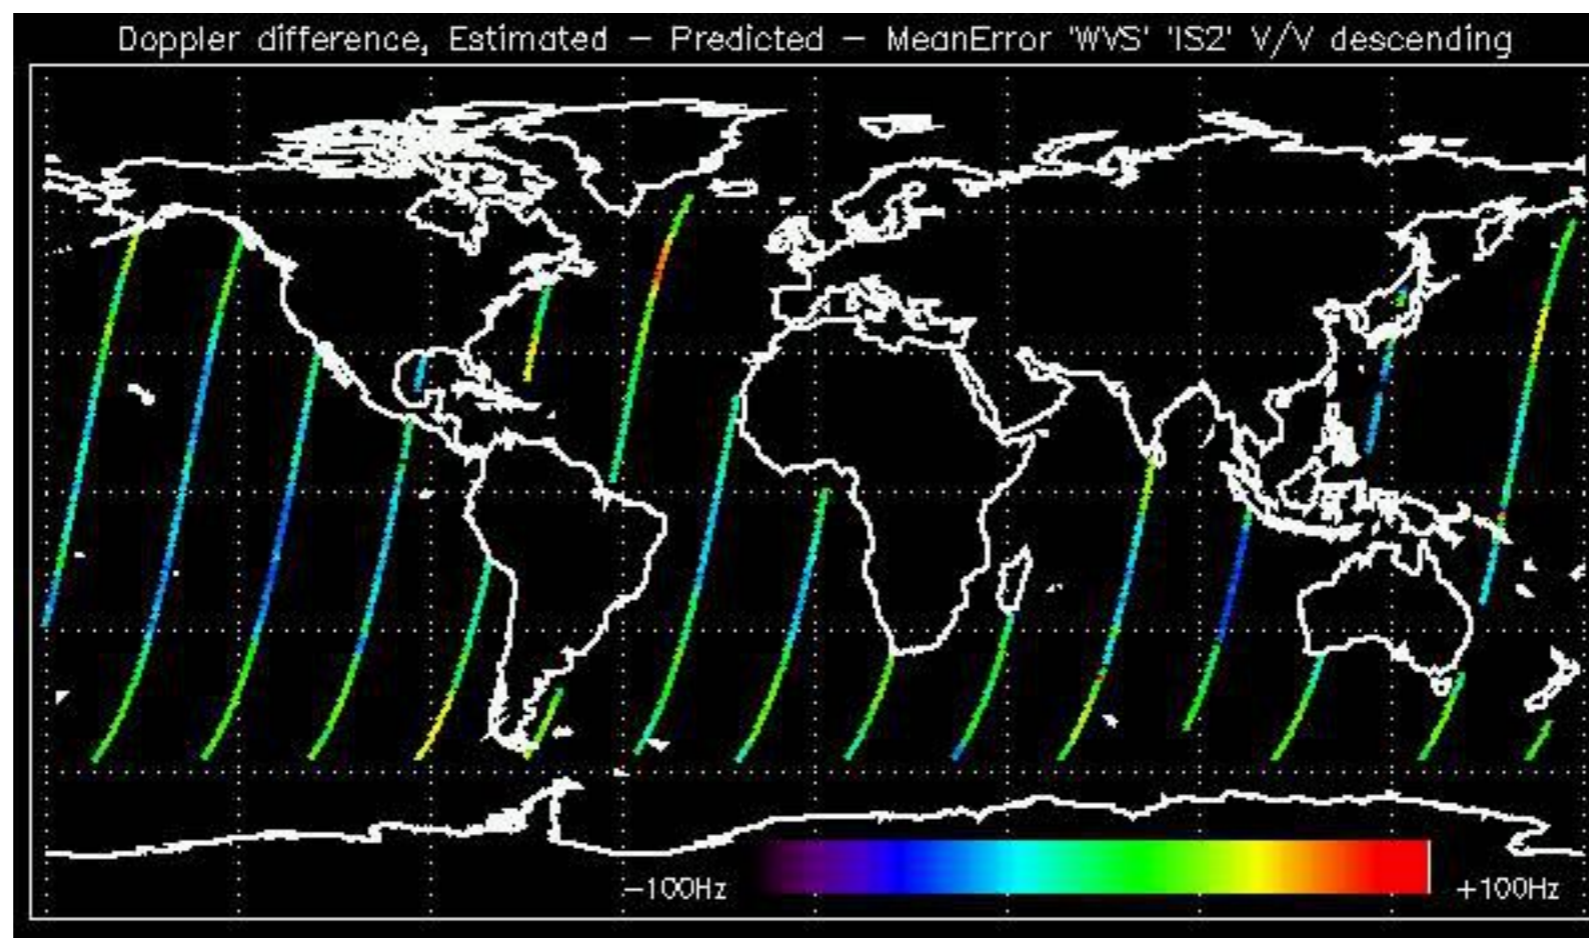 Doppler difference, Estimated - Predicted - MeanError 'WVS' 'IS2' V/V descending
-100Hz
+100Hz